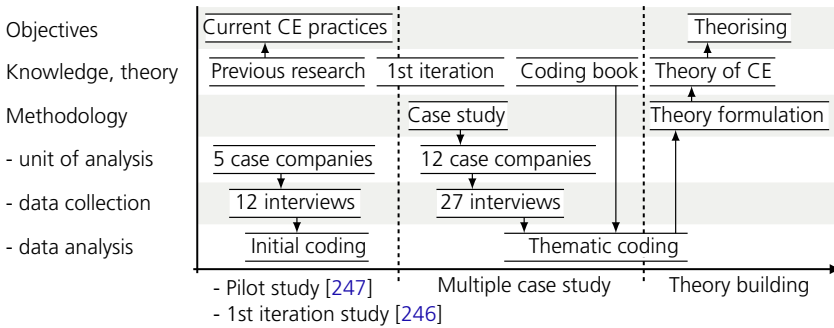 Objectives Current CE practices Theorising
Knowledge, theory Previous research 1st iteration Coding book Theory of CE
Methodology Case study Theory formulation
- unit of analysis 5 case companies 12 case companies
- data collection 12 interviews 27 interviews
- data analysis Initial coding Thematic coding
- Pilot study [247] Multiple case study Theory building
- 1st iteration study [246]